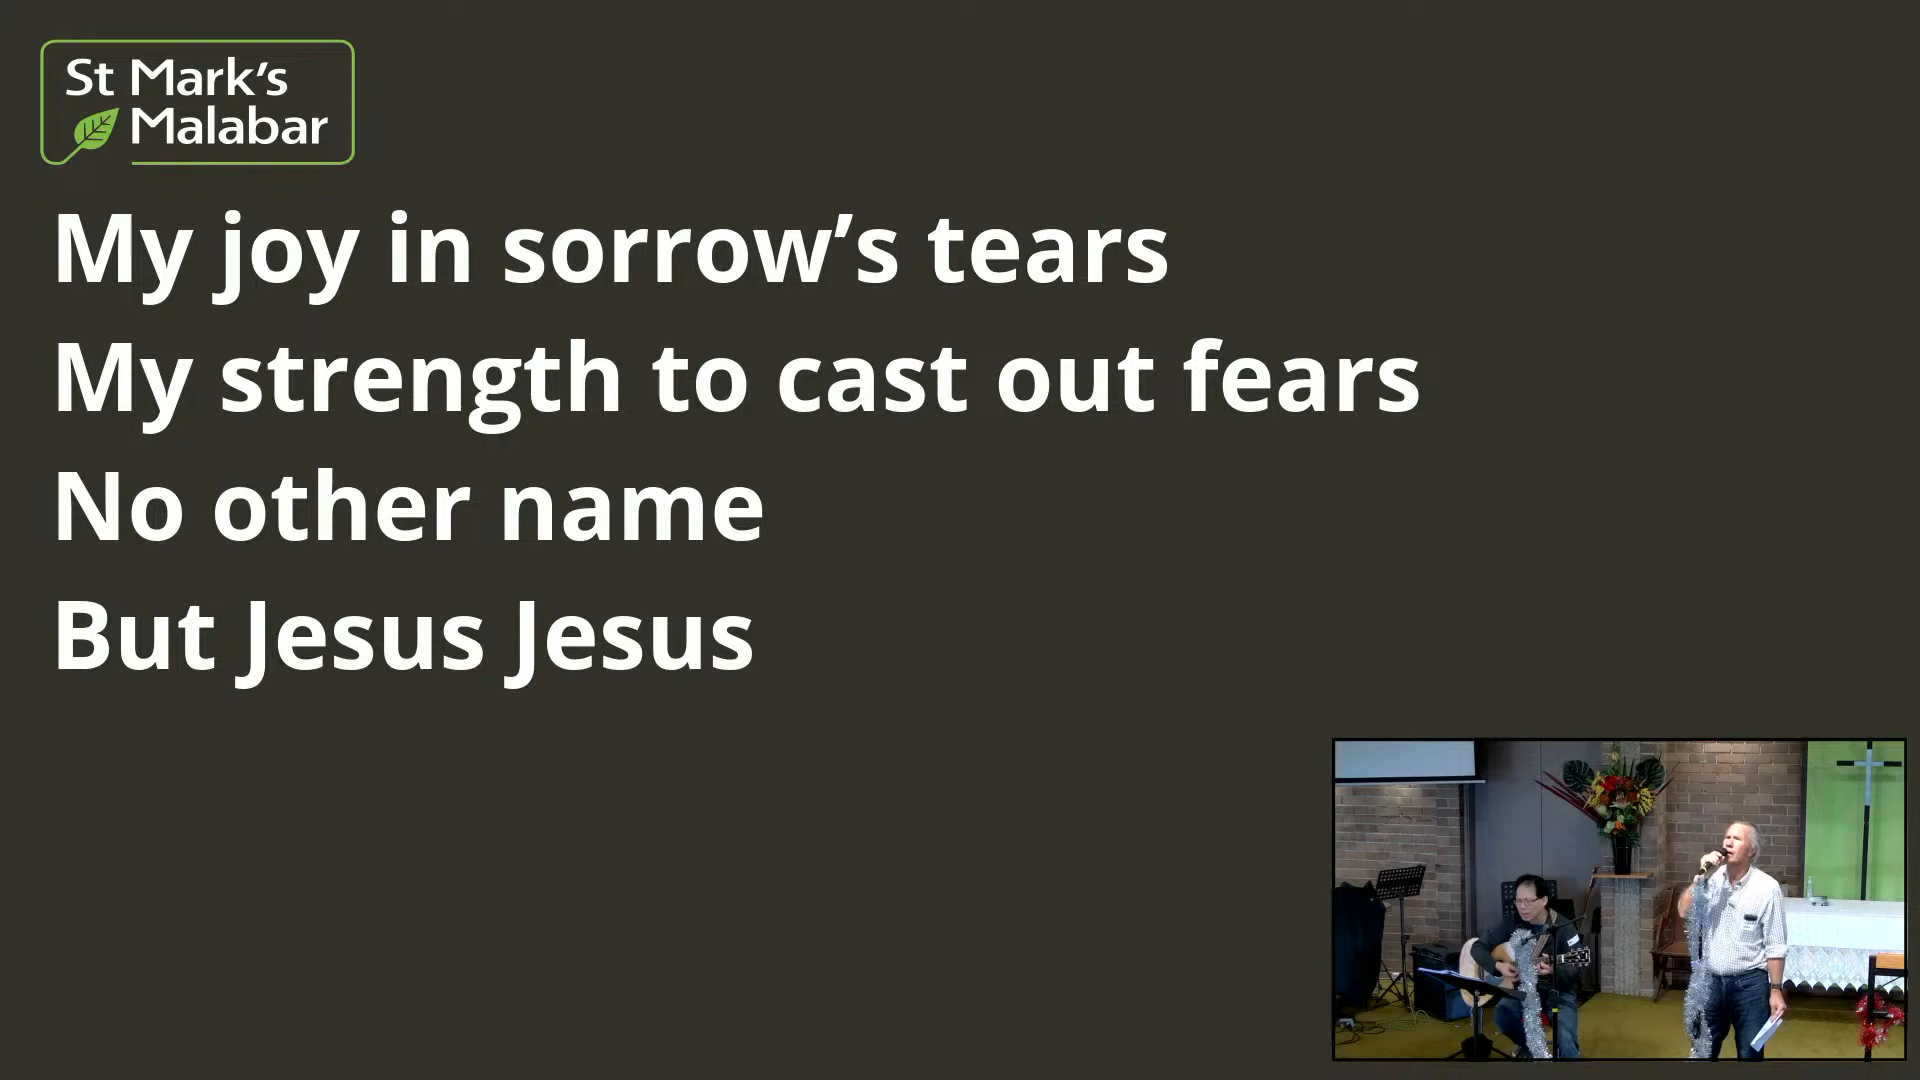 St Mark’s
Malabar
My joy in sorrow’s tears
My strength to cast out fears
No other name
But Jesus Jesus